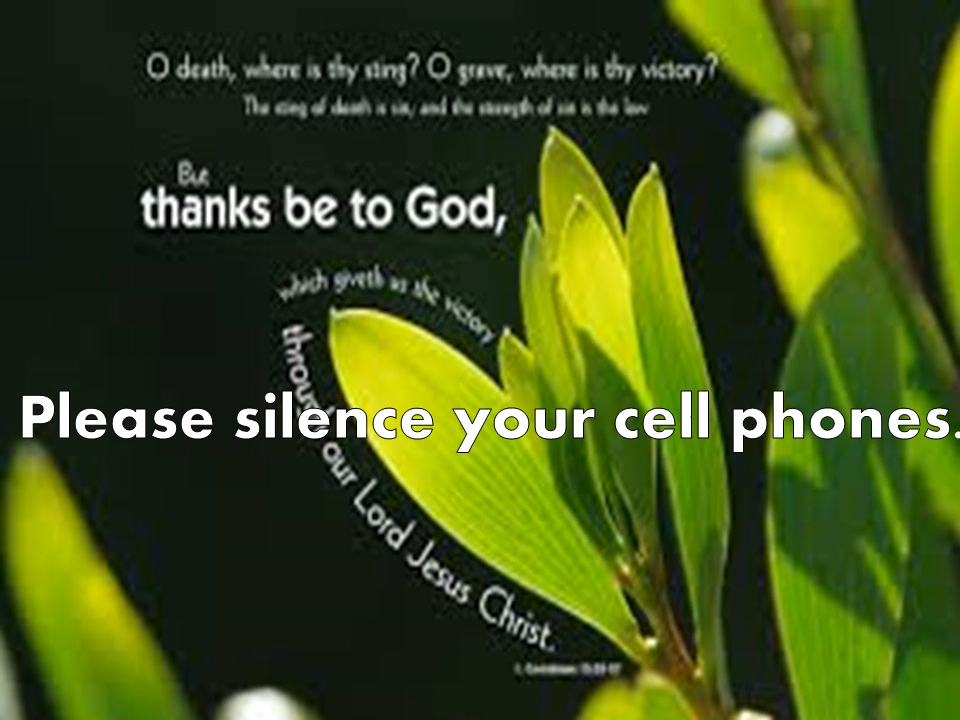 O death, where is thy sting? O grave, where is thy victory?
The sting of death is sin, and the strength of sin is the law
But
thanks be to God,
which giveth us the victory
through our Lord Jesus Christ.
Please silence your cell phones.